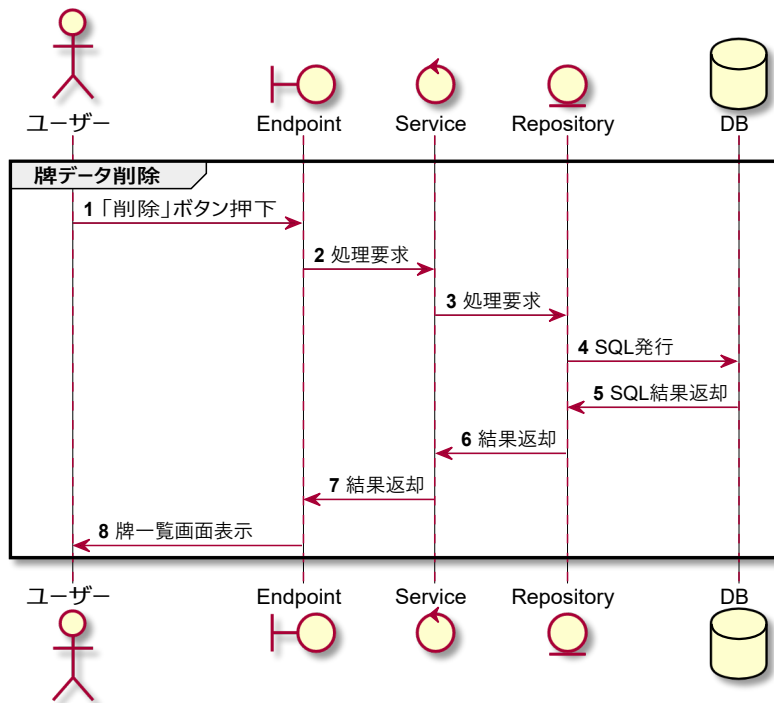 ユーザー
Endpoint
Service
Repository
DB
牌データ削除
1 「削除」ボタン押下
2 処理要求
3 処理要求
4 SQL発行
5 SQL結果返却
6 結果返却
7 結果返却
8 牌一覧画面表示
ユーザー
Endpoint
Service
Repository
DB